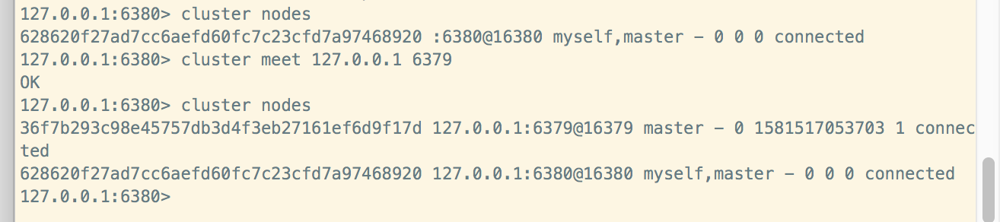 127.0.0.1:6380> cluster nodes
628620f27ad7cc6aefd60fc7c23cfd7a97468920 :6380@16380 myself,master - 0 0 0 connected
127.0.0.1:6380> cluster meet 127.0.0.1 6379
OK
127.0.0.1:6380> cluster nodes
36f7b293c98e45757db3d4f3eb27161ef6d9f17d 127.0.0.1:6379@16379 master - 0 1581517053703 1 connec
ted
628620f27ad7cc6aefd60fc7c23cfd7a97468920 127.0.0.1:6380@16380 myself,master - 0 0 0 connected
127.0.0.1:6380>